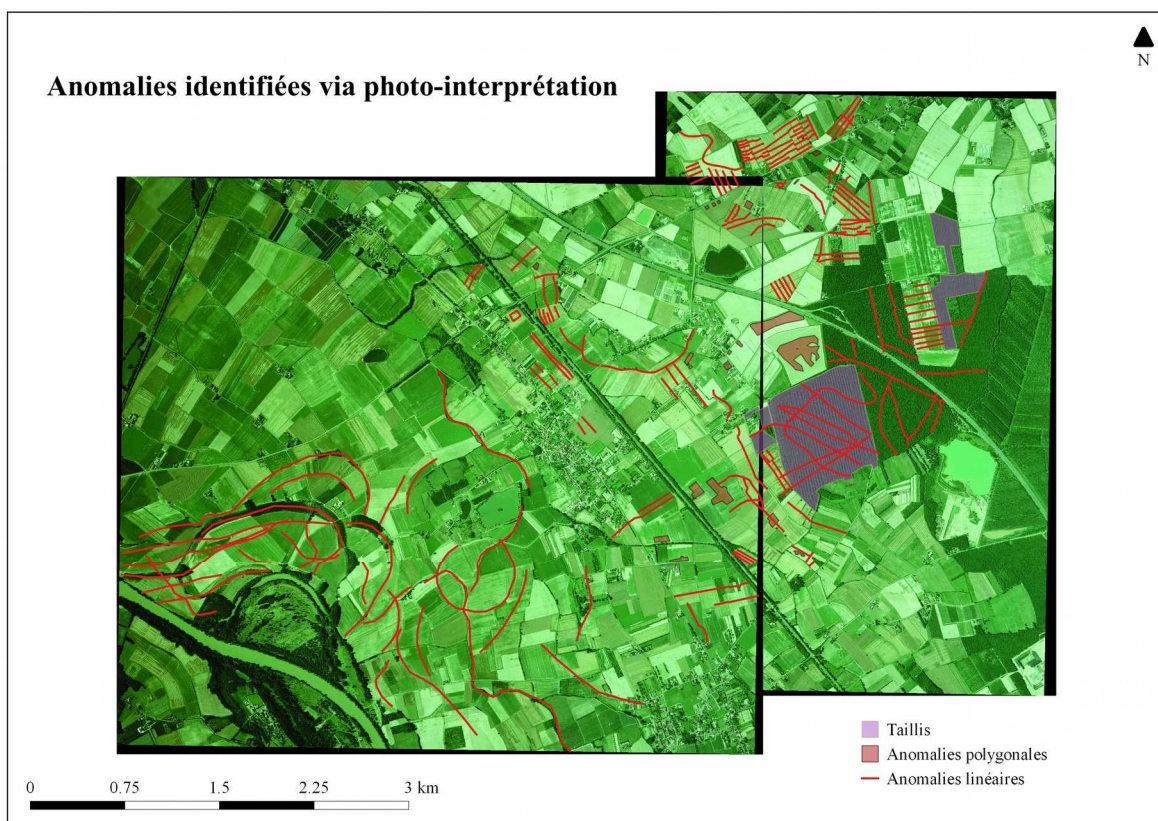 N
Anomalies identifiées via photo-interprétation
Taillis
Anomalies polygonales
Anomalies linéaires
0 0.75 1.5 2.25 3 km